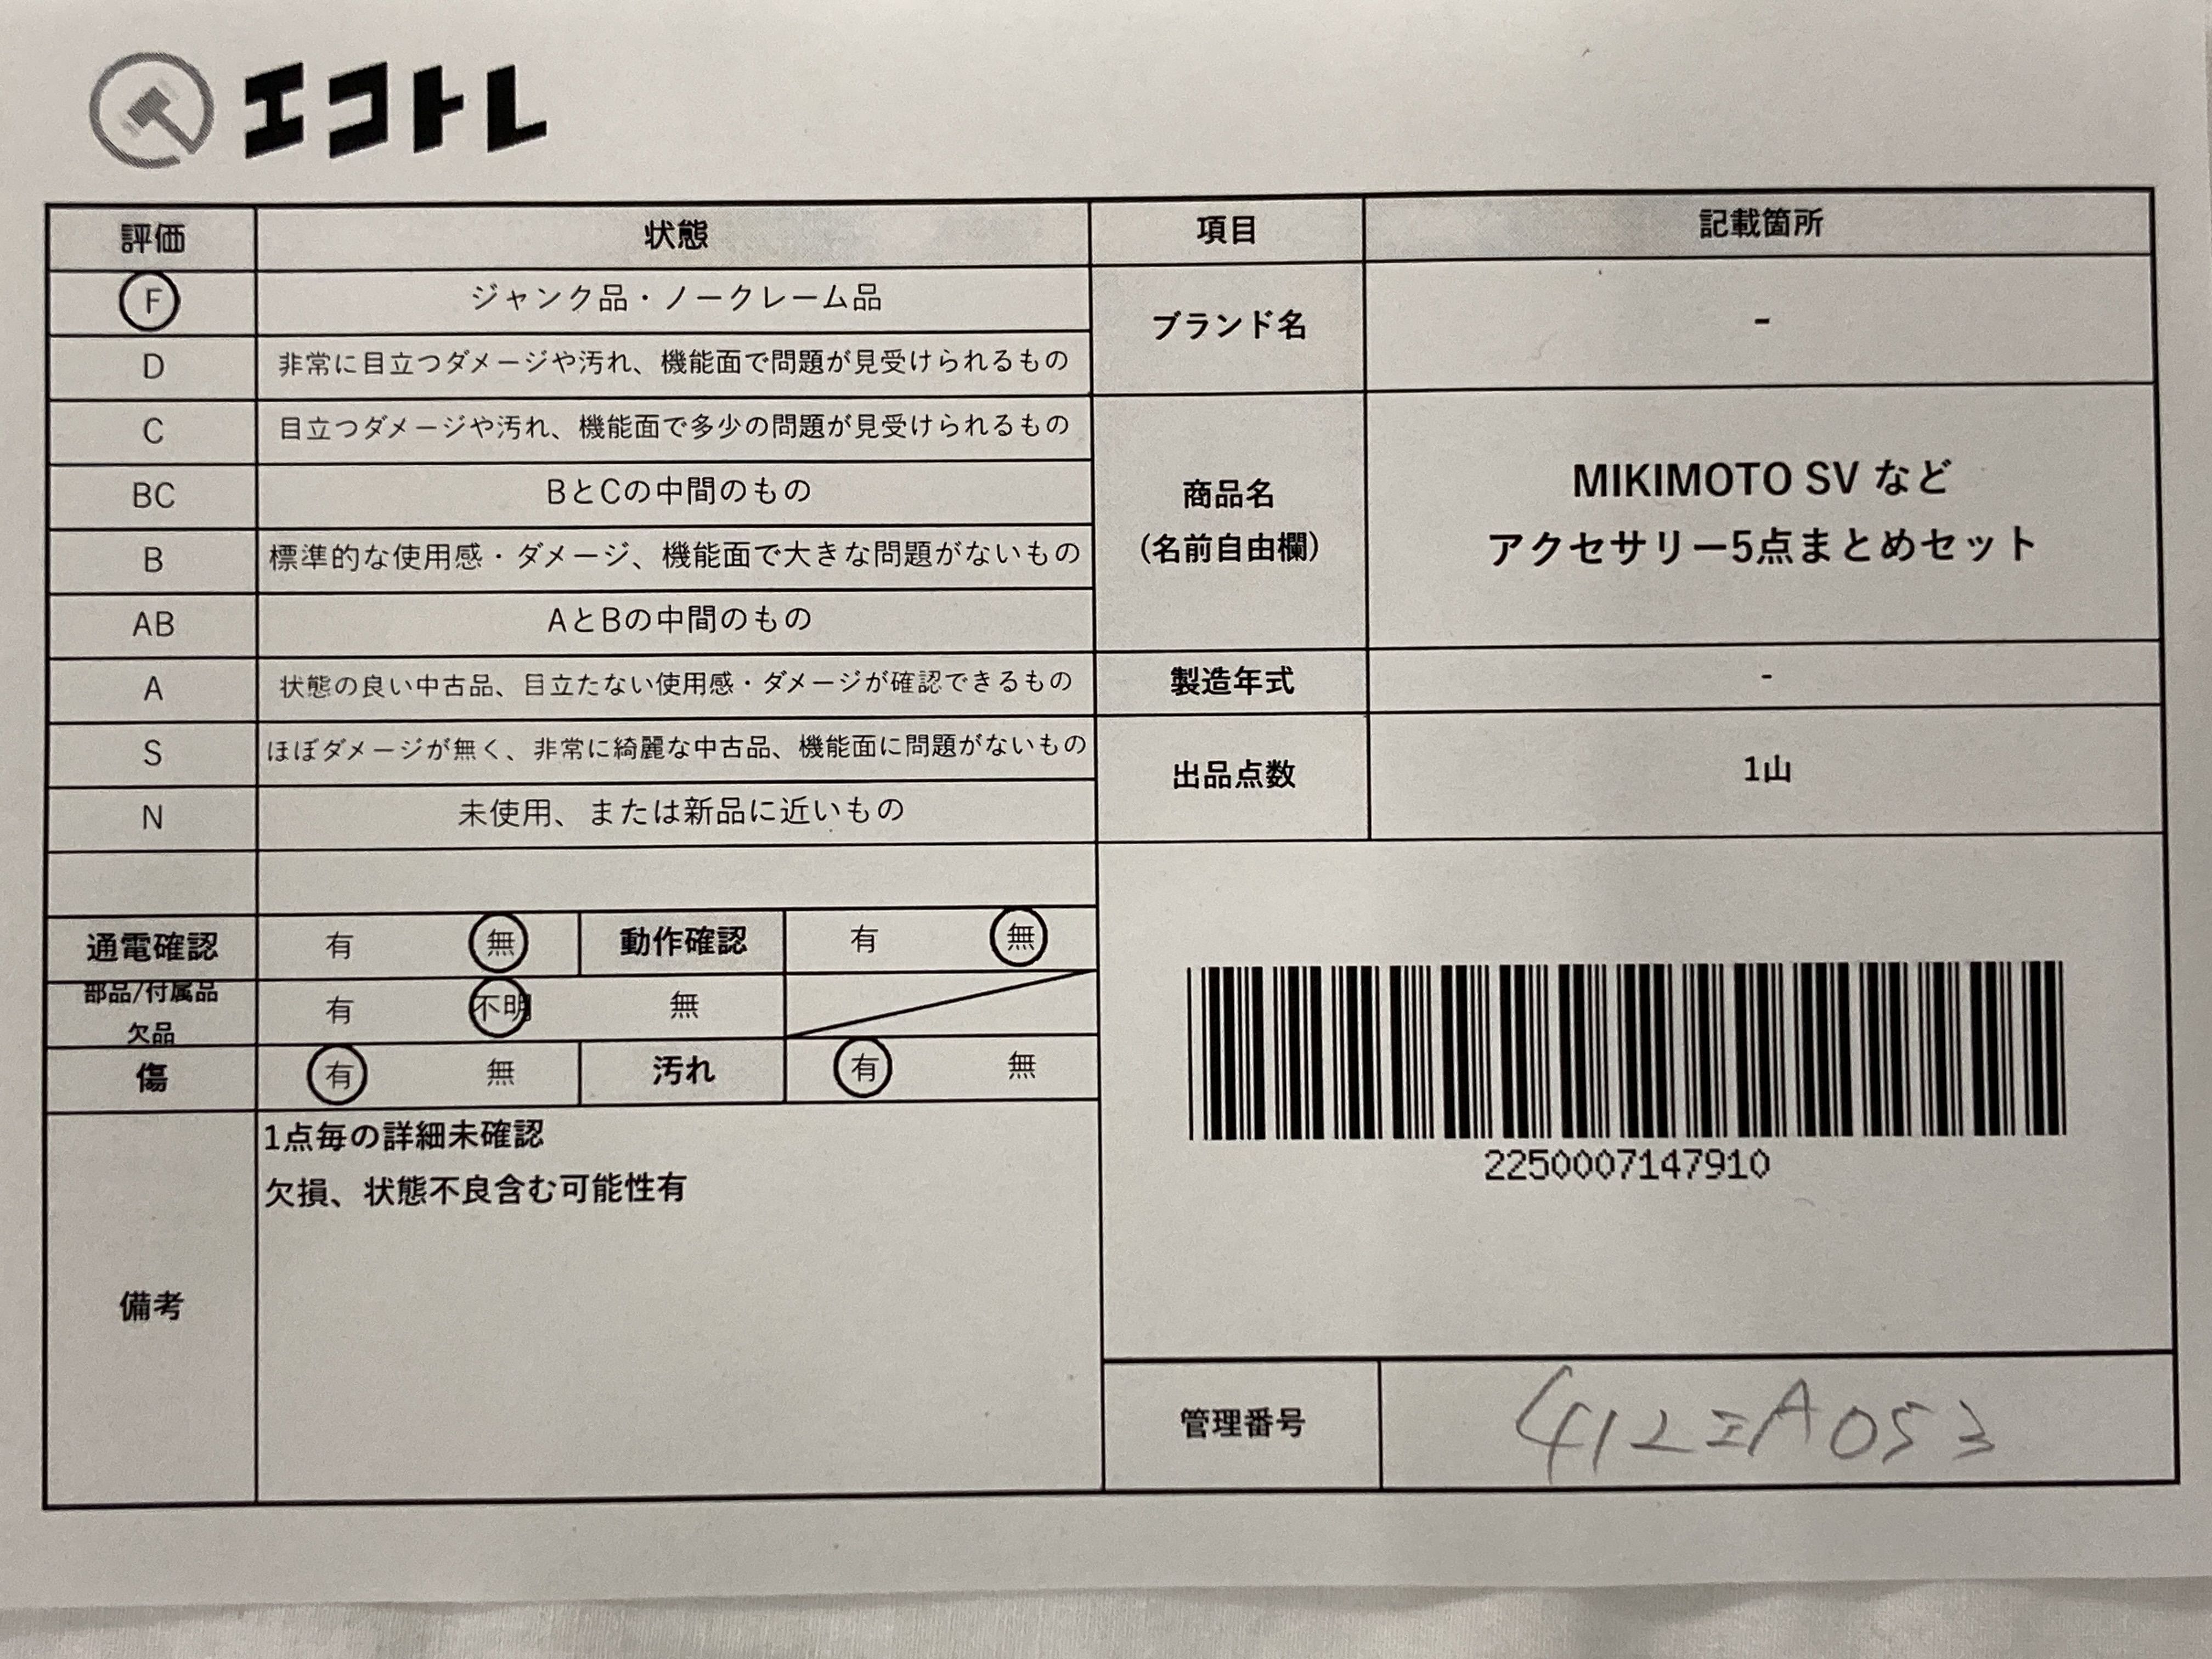 エコトレ
評価 状態 項目 記載箇所
F ジャンク品・ノークレーム品
D 非常に目立つダメージや汚れ、機能面で問題が見受けられるもの
ブランド名 -
C 目立つダメージや汚れ、機能面で多少の問題が見受けられるもの
BC BとCの中間のもの
B 標準的な使用感・ダメージ、機能面で大きな問題がないもの
AB AとBの中間のもの
商品名
(名前自由欄)
MIKIMOTO SV など
アクセサリー5点まとめセット
A 状態の良い中古品、目立たない使用感・ダメージが確認できるもの
製造年式 -
S ほぼダメージが無く、非常に綺麗な中古品、機能面に問題がないもの
N 未使用、または新品に近いもの
出品点数 1山
通電確認 有 無 動作確認 有 無
部品/付属品
欠品
有 不明 無
傷 有 無 汚れ 有 無
備考
1点毎の詳細未確認
欠損、状態不良含む可能性有
2250007147910
管理番号 412エA053